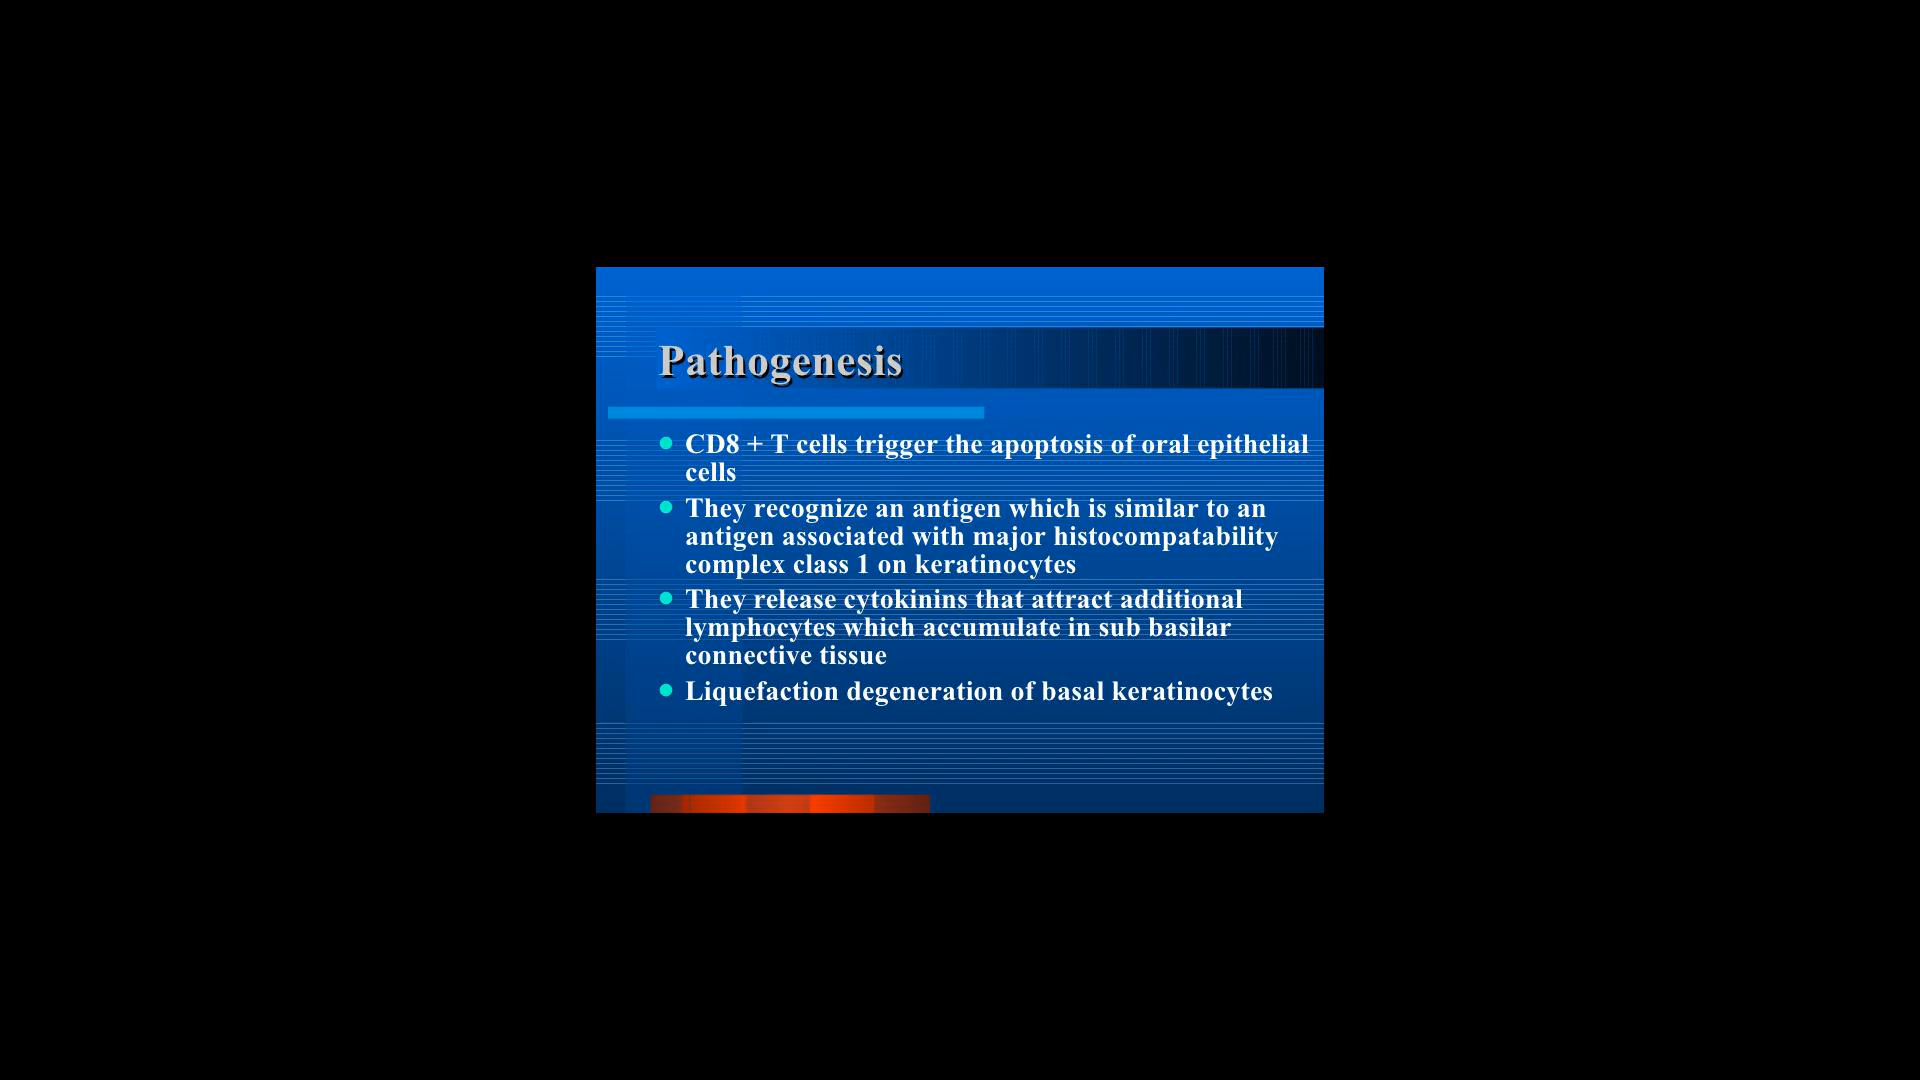 Pathogenesis
CD8 + T cells trigger the apoptosis of oral epithelial
cells
They recognize an antigen which is similar to an
antigen associated with major histocompatability
complex class 1 on keratinocytes
They release cytokinins that attract additional
lymphocytes which accumulate in sub basilar
connective tissue
Liquefaction degeneration of basal keratinocytes